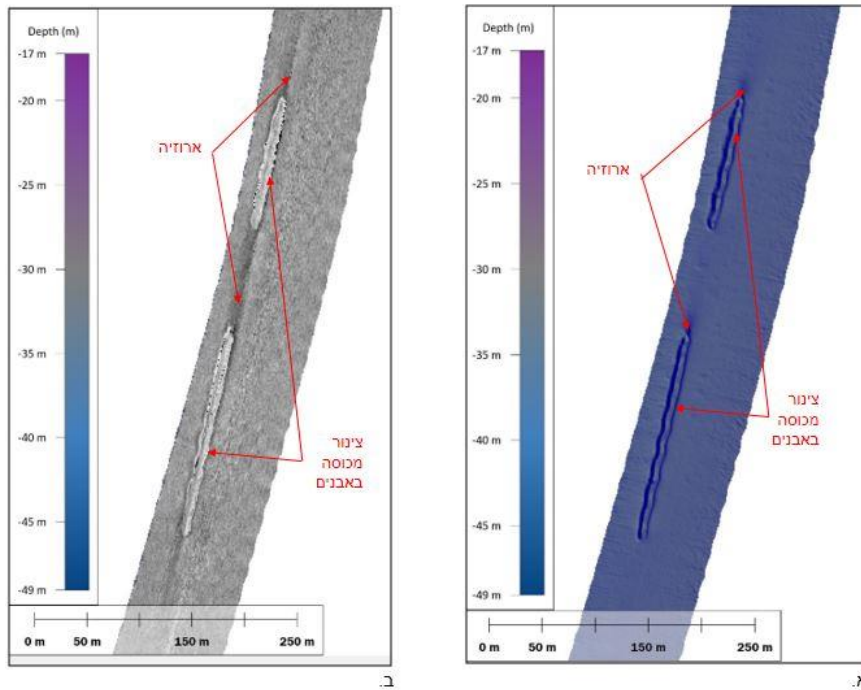 Depth (m)
-17 m
-20 m
-25 m
-30 m
-35 m
-40 m
-45 m
-49 m
ארוזיה
צינור
מכוסה
באבנים
0 m 50 m 150 m 250 m
א.
Depth (m)
-17 m
-20 m
-25 m
-30 m
-35 m
-40 m
-45 m
-49 m
ארוזיה
צינור
מכוסה
באבנים
0 m 50 m 150 m 250 m
ב.